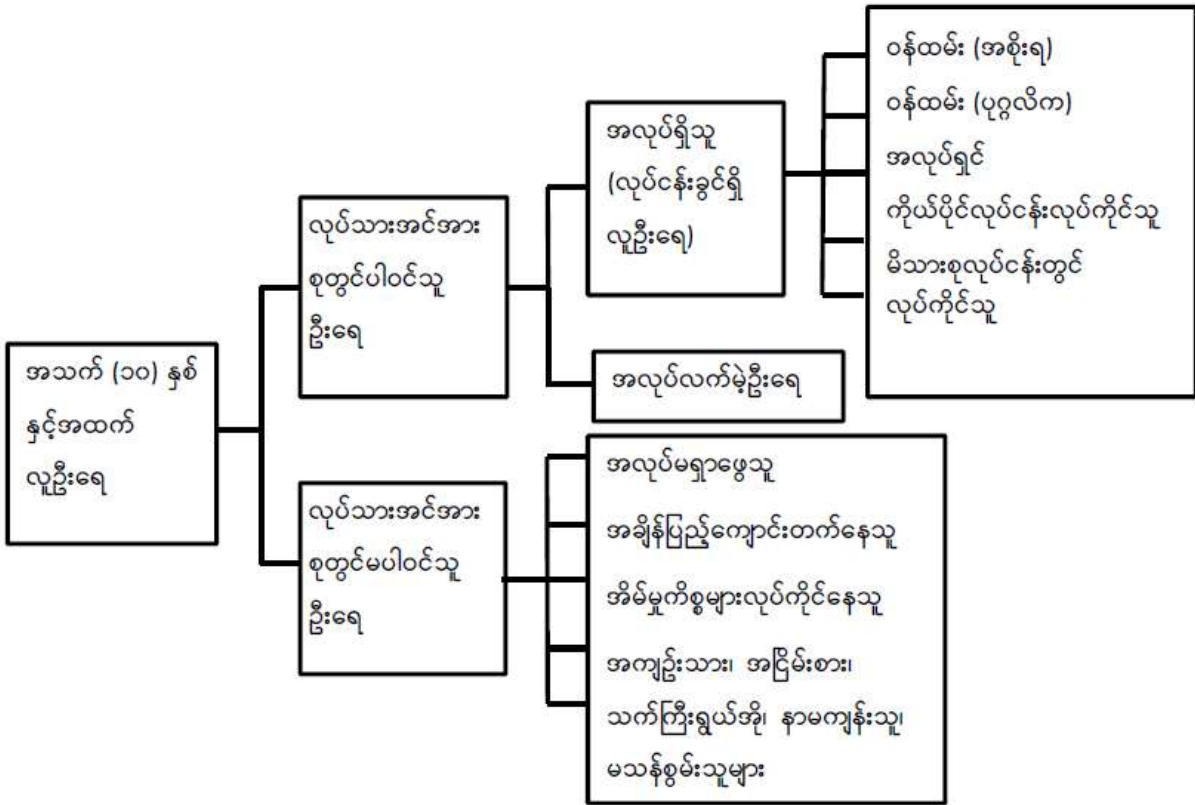 အသက် (၁၀) နှစ်
နှင့်အထက်
လူဦးရေ
လုပ်သားအင်အား
စုတွင်ပါဝင်သူ
ဦးရေ
အလုပ်ရှိသူ
(လုပ်ငန်းခွင်ရှိ
လူဦးရေ)
ဝန်ထမ်း (အစိုးရ)
ဝန်ထမ်း (ပုဂ္ဂလိက)
အလုပ်ရှင်
ကိုယ်ပိုင်လုပ်ငန်းလုပ်ကိုင်သူ
မိသားစုလုပ်ငန်းတွင်
လုပ်ကိုင်သူ
အလုပ်လက်မဲ့ဦးရေ
လုပ်သားအင်အား
စုတွင်မပါဝင်သူ
ဦးရေ
အလုပ်မရှာဖွေသူ
အချိန်ပြည့်ကျောင်းတက်နေသူ
အိမ်မှုကိစ္စများလုပ်ကိုင်နေသူ
အကျဥ်းသား၊ အငြိမ်းစား၊
သက်ကြီးရွယ်အို၊ နာမကျန်းသူ၊
မသန်စွမ်းသူများ